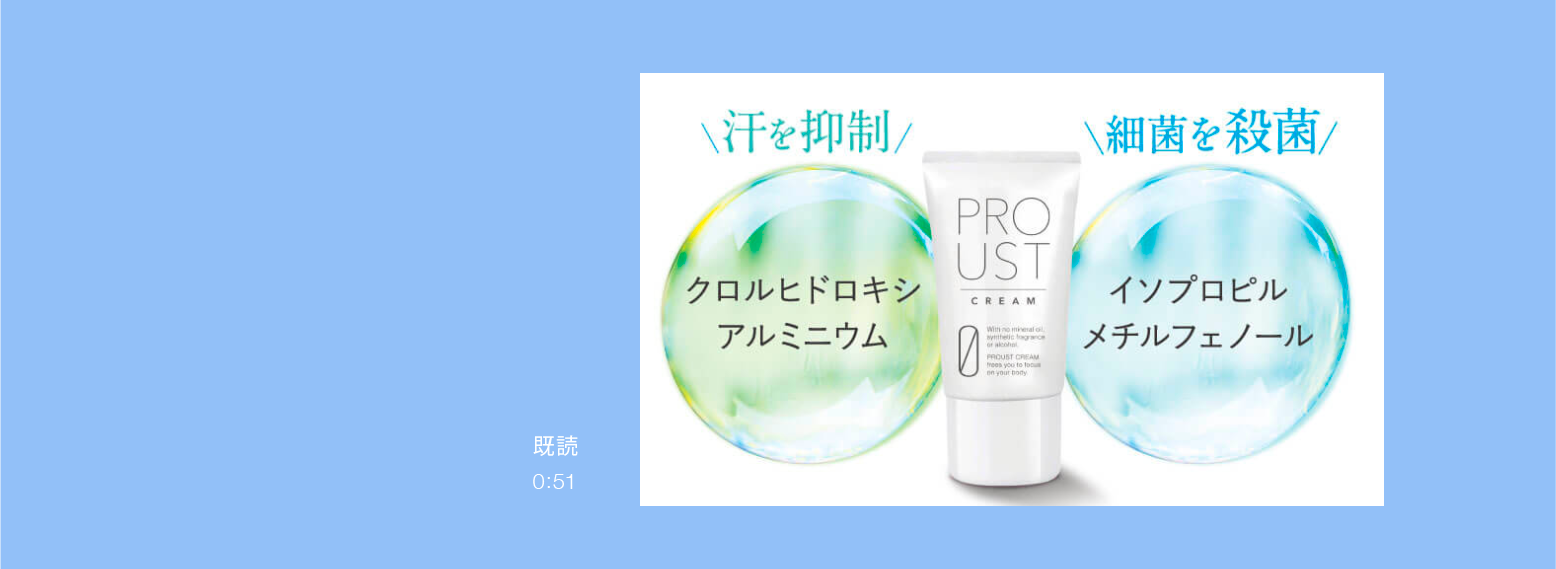 \汗を抑制/
\細菌を殺菌/
クロルヒドロキシ
アルミニウム
PRO
UST
CREAM
0
With no mineral oil,
synthetic fragrance
or alcohol.
PROUST CREAM
frees you to focus
on your body.
イソプロピル
メチルフェノール
既読
0:51